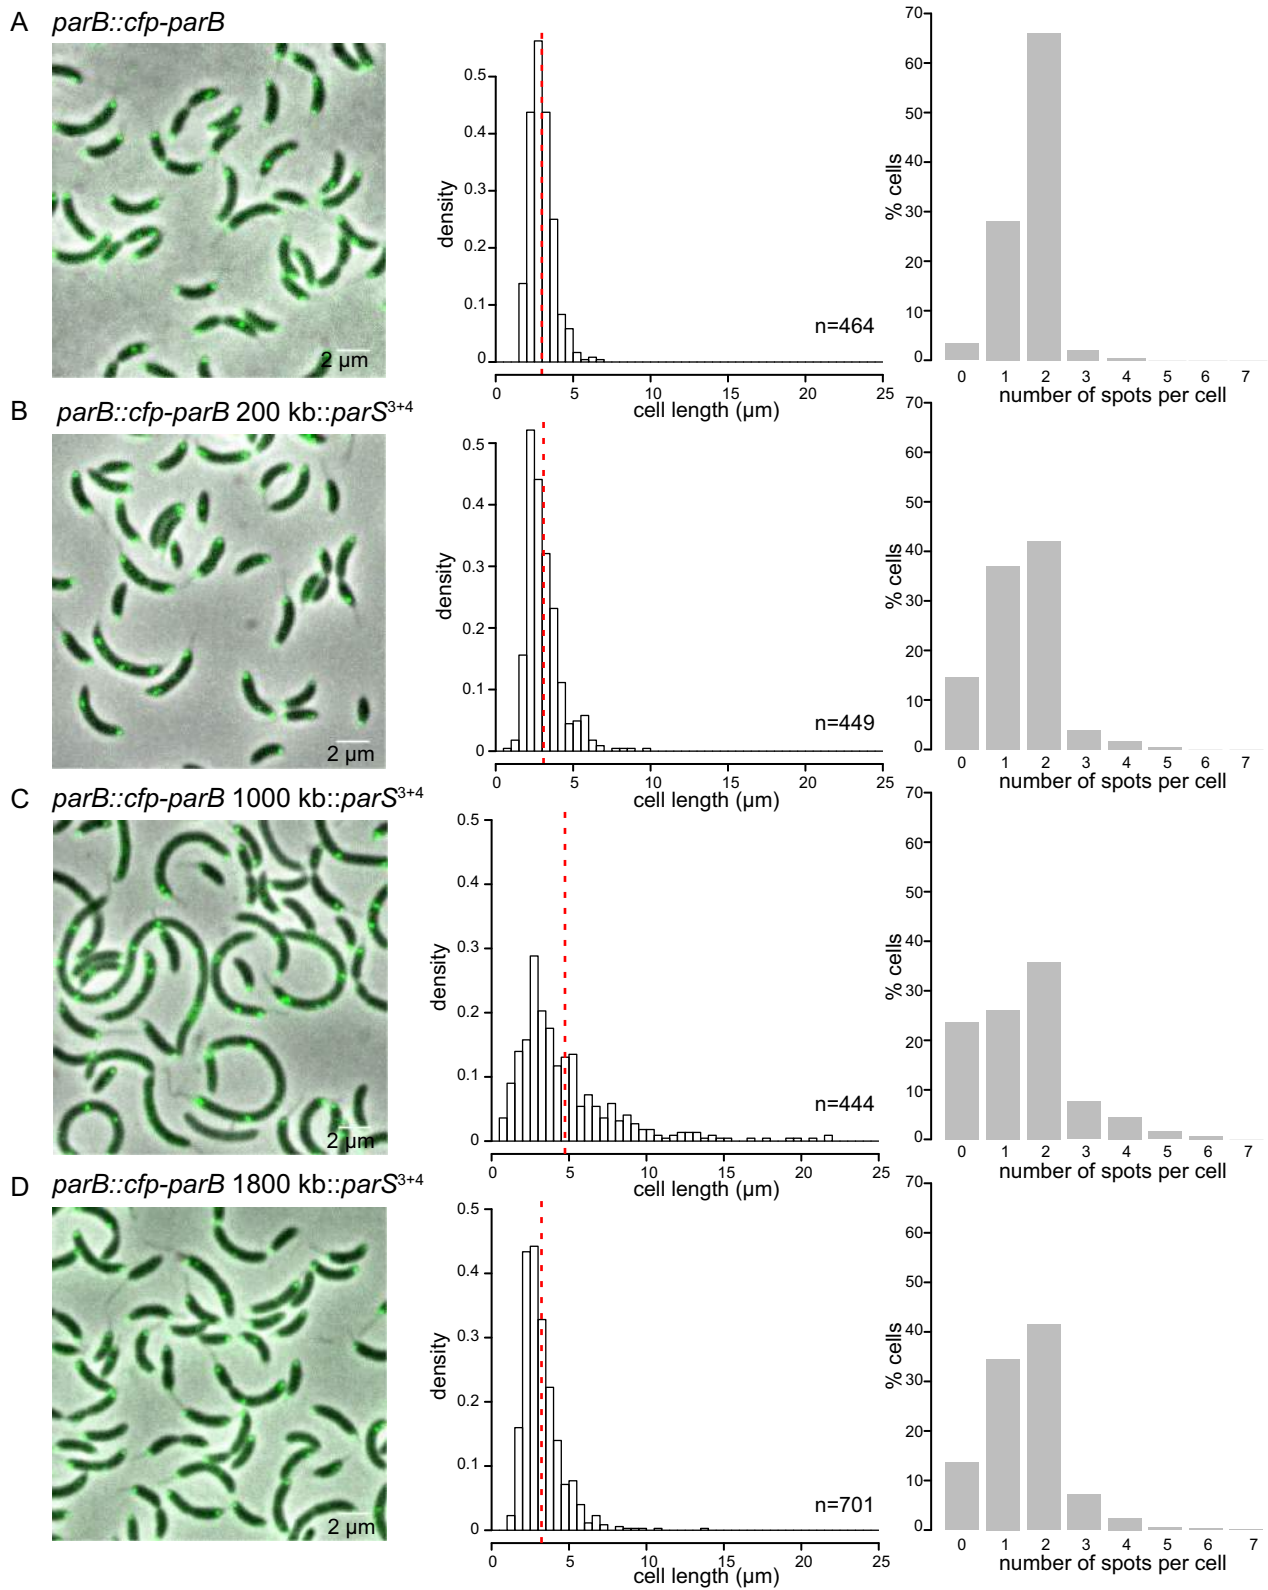 A parB::cfp-parB
2 µm
density
0.5
0.4
0.3
0.2
0.1
0
n=464
0 5 10 15 20 25
cell length (µm)
% cells
70
60
50
40
30
20
10
0
0 1 2 3 4 5 6 7
number of spots per cell
B parB::cfp-parB 200 kb::parS³⁺⁴
2 µm
density
0.5
0.4
0.3
0.2
0.1
0
n=449
0 5 10 15 20 25
cell length (µm)
% cells
70
60
50
40
30
20
10
0
0 1 2 3 4 5 6 7
number of spots per cell
C parB::cfp-parB 1000 kb::parS³⁺⁴
2 µm
density
0.5
0.4
0.3
0.2
0.1
0
n=444
0 5 10 15 20 25
cell length (µm)
% cells
70
60
50
40
30
20
10
0
0 1 2 3 4 5 6 7
number of spots per cell
D parB::cfp-parB 1800 kb::parS³⁺⁴
2 µm
density
0.5
0.4
0.3
0.2
0.1
0
n=701
0 5 10 15 20 25
cell length (µm)
% cells
70
60
50
40
30
20
10
0
0 1 2 3 4 5 6 7
number of spots per cell